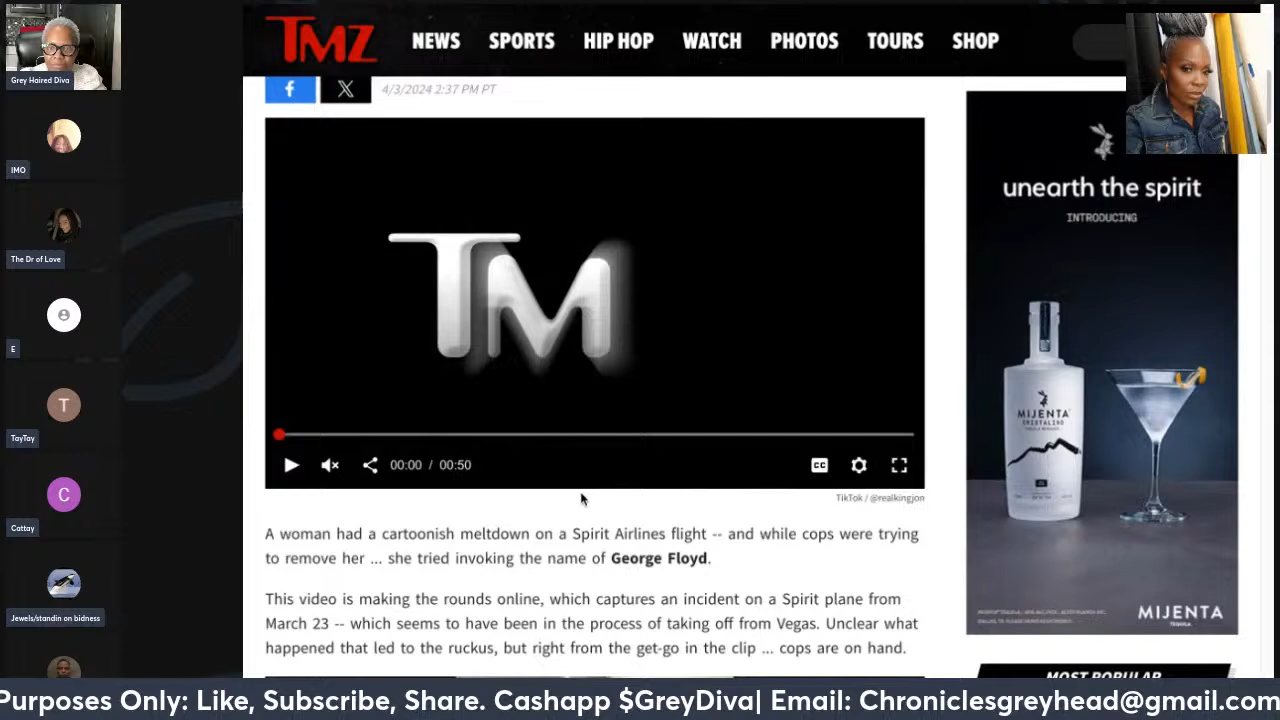 Grey Haired Diva
IMO
The Dr of Love
E
T
TayTay
C
Cattay
Jewels/standin on bidness
TMZ
NEWS
SPORTS
HIP HOP
WATCH
PHOTOS
TOURS
SHOP
f
X
4/3/2024 2:37 PM PT
TM
00:00 / 00:50
CC
TikTok / @realkingjon
A woman had a cartoonish meltdown on a Spirit Airlines flight -- and while cops were trying
to remove her ... she tried invoking the name of George Floyd.
This video is making the rounds online, which captures an incident on a Spirit plane from
March 23 -- which seems to have been in the process of taking off from Vegas. Unclear what
happened that led to the ruckus, but right from the get-go in the clip ... cops are on hand.
unearth the spirit
INTRODUCING
MIJENTA
CRISTALINO
MIJENTA
TEQUILA
MOST POPULAR
Purposes Only: Like, Subscribe, Share. Cashapp $GreyDiva| Email: Chroniclesgreyhead@gmail.com